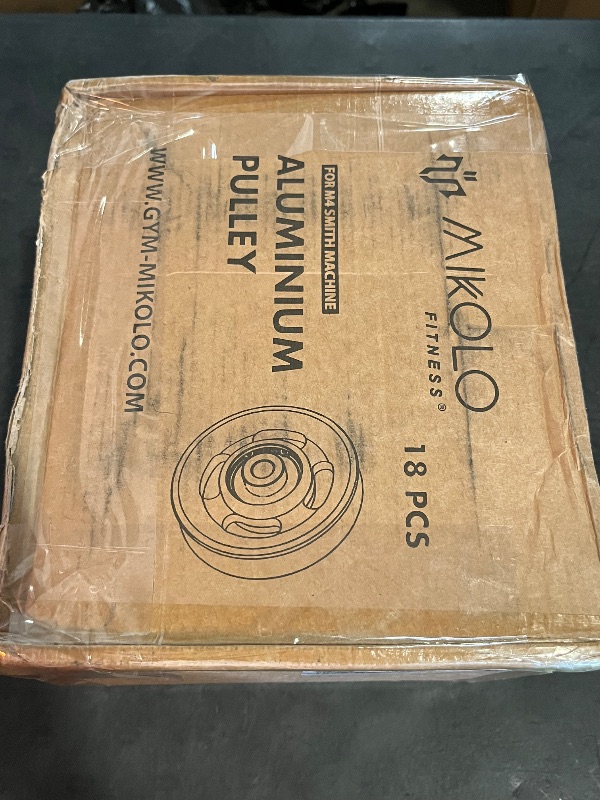 MIKOLO
FITNESS®
18 PCS
FOR M4 SMITH MACHINE
ALUMINIUM
PULLEY
WWW.GYM-MIKOLO.COM